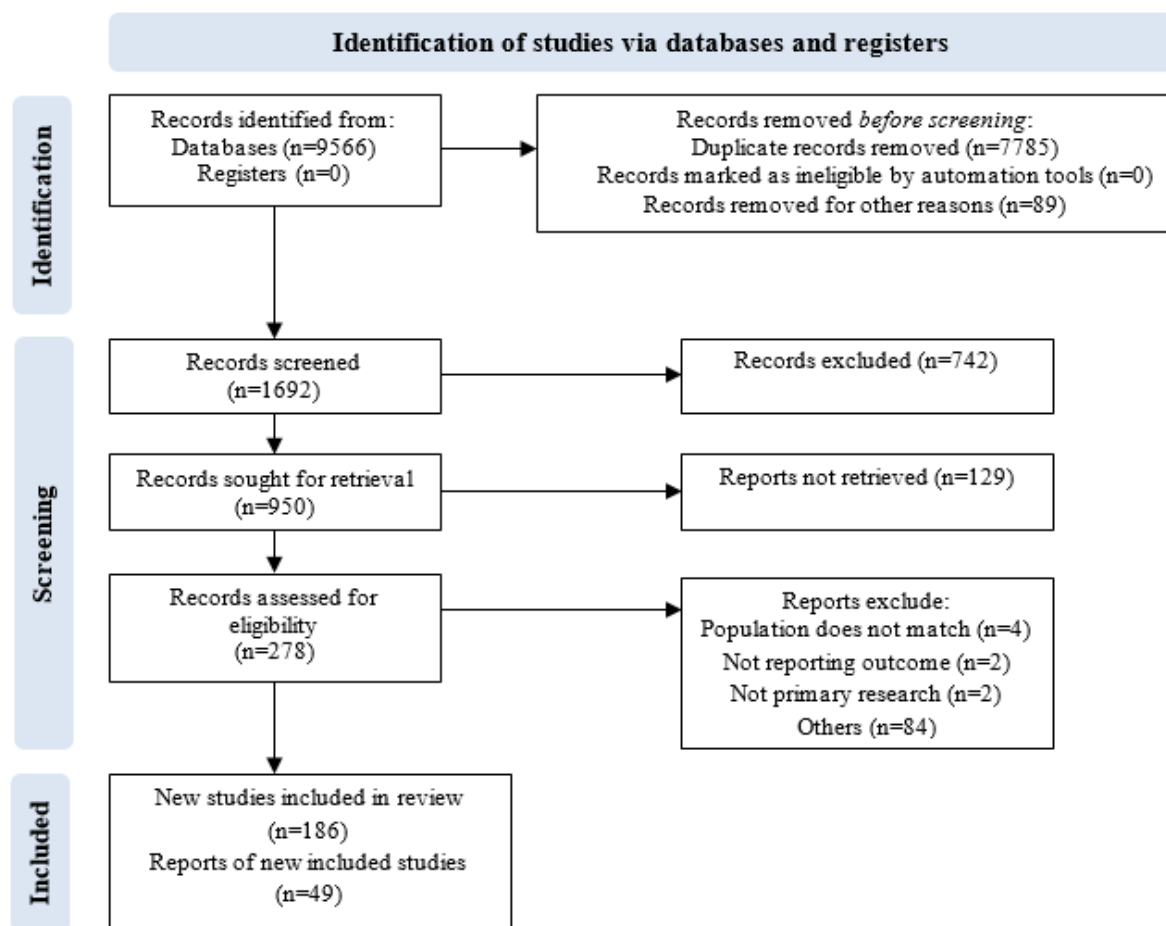 Identification of studies via databases and registers
Identification
Records identified from:
Databases (n=9566)
Registers (n=0)
Records removed before screening:
Duplicate records removed (n=7785)
Records marked as ineligible by automation tools (n=0)
Records removed for other reasons (n=89)
Screening
Records screened
(n=1692)
Records excluded (n=742)
Records sought for retrieval
(n=950)
Reports not retrieved (n=129)
Records assessed for
eligibility
(n=278)
Reports exclude:
Population does not match (n=4)
Not reporting outcome (n=2)
Not primary research (n=2)
Others (n=84)
Included
New studies included in review
(n=186)
Reports of new included studies
(n=49)